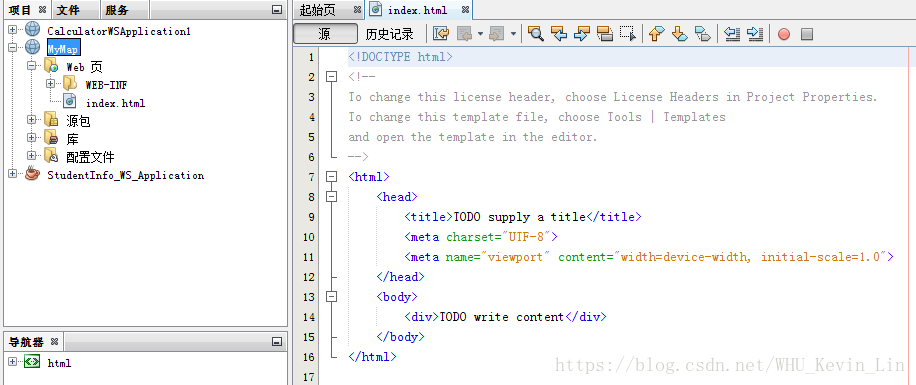 项目 文件 服务
CalculatorWSApplication1
MyMap
Web 页
WEB-INF
index.html
源包
库
配置文件
StudentInfo_WS_Application
导航器
html
起始页 index.html
源 历史记录
1 <!DOCTYPE html>
2 <!--
3 To change this license header, choose License Headers in Project Properties.
4 To change this template file, choose Tools | Templates
5 and open the template in the editor.
6 -->
7 <html>
8 <head>
9 <title>TODO supply a title</title>
10 <meta charset="UTF-8">
11 <meta name="viewport" content="width=device-width, initial-scale=1.0">
12 </head>
13 <body>
14 <div>TODO write content</div>
15 </body>
16 </html>
17
https://blog.csdn.net/WHU_Kevin_Lin